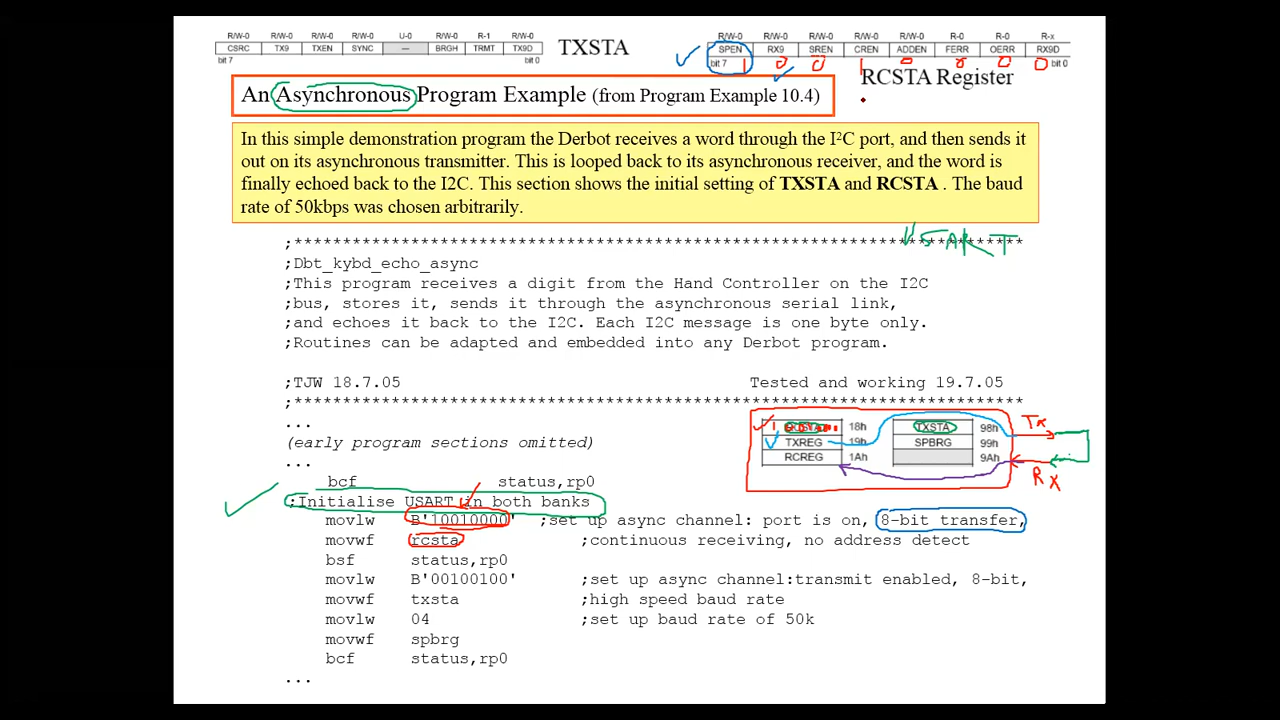 R/W-0 R/W-0 R/W-0 R/W-0 U-0 R/W-0 R-1 R/W-0
CSRC TX9 TXEN SYNC — BRGH TRMT TX9D
bit 7 bit 0
TXSTA
R/W-0 R/W-0 R/W-0 R/W-0 R/W-0 R-0 R-0 R-x
SPEN RX9 SREN CREN ADDEN FERR OERR RX9D
bit 7 1 0 0 1 0 0 0 0 bit 0
RCSTA Register
An Asynchronous Program Example (from Program Example 10.4)
In this simple demonstration program the Derbot receives a word through the I²C port, and then sends it
out on its asynchronous transmitter. This is looped back to its asynchronous receiver, and the word is
finally echoed back to the I2C. This section shows the initial setting of TXSTA and RCSTA . The baud
rate of 50kbps was chosen arbitrarily.
;***************************************************************
;Dbt_kybd_echo_async
;This program receives a digit from the Hand Controller on the I2C
;bus, stores it, sends it through the asynchronous serial link,
;and echoes it back to the I2C. Each I2C message is one byte only.
;Routines can be adapted and embedded into any Derbot program.
;TJW 18.7.05 Tested and working 19.7.05
;***************************************************************
...
(early program sections omitted)
...
bcf status,rp0
;Initialise USART in both banks
movlw B'10010000' ;set up async channel: port is on, 8-bit transfer,
movwf rcsta ;continuous receiving, no address detect
bsf status,rp0
movlw B'00100100' ;set up async channel:transmit enabled, 8-bit,
movwf txsta ;high speed baud rate
movlw 04 ;set up baud rate of 50k
movwf spbrg
bcf status,rp0
...
18h TXSTA 98h
TXREG 19h SPBRG 99h
RCREG 1Ah 9Ah
Tx
RX